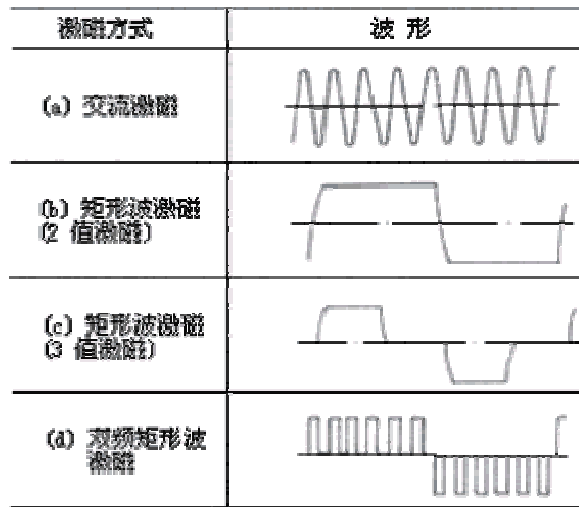 激磁方式 波形
(a) 交流激磁
(b) 矩形波激磁
(2 值激磁)
(c) 矩形波激磁
(3 值激磁)
(d) 双频矩形波
激磁